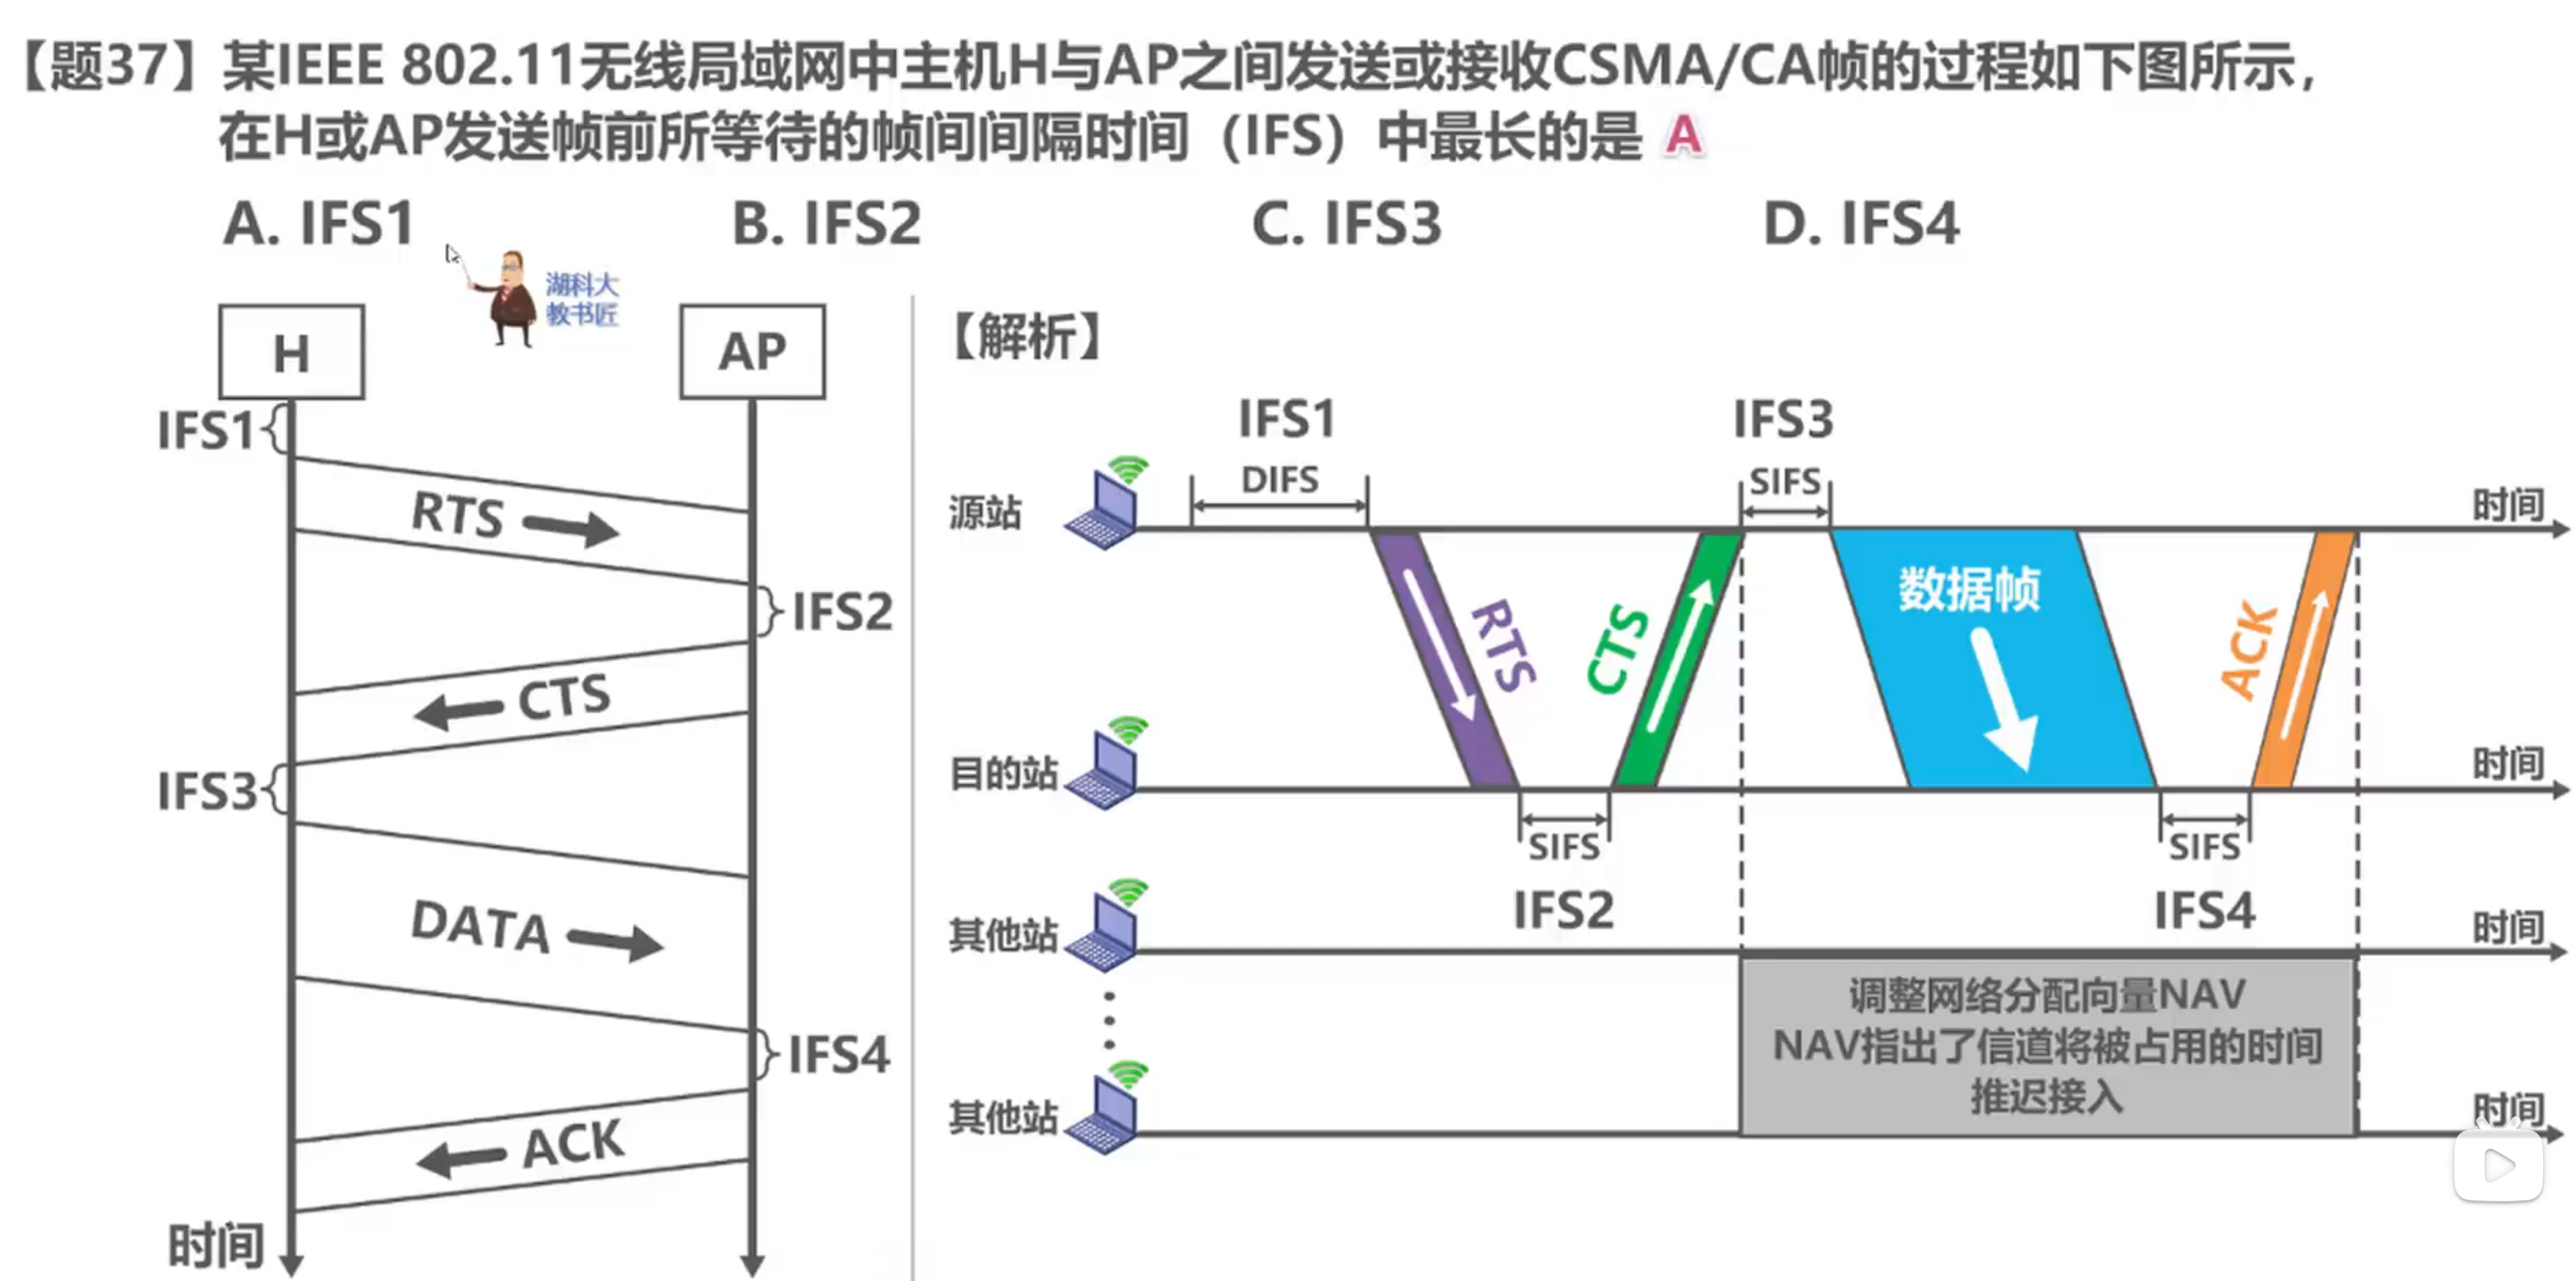 【题37】某IEEE 802.11无线局域网中主机H与AP之间发送或接收CSMA/CA帧的过程如下图所示，
在H或AP发送帧前所等待的帧间间隔时间（IFS）中最长的是 A
A. IFS1 B. IFS2 C. IFS3 D. IFS4
湖科大
教书匠
H
AP
IFS1
RTS
IFS2
CTS
IFS3
DATA
IFS4
ACK
时间
【解析】
IFS1
IFS3
DIFS
SIFS
源站
时间
RTS
CTS
数据帧
ACK
目的站
时间
SIFS
SIFS
IFS2
IFS4
其他站
时间
调整网络分配向量NAV
NAV指出了信道将被占用的时间
推迟接入
其他站
时间